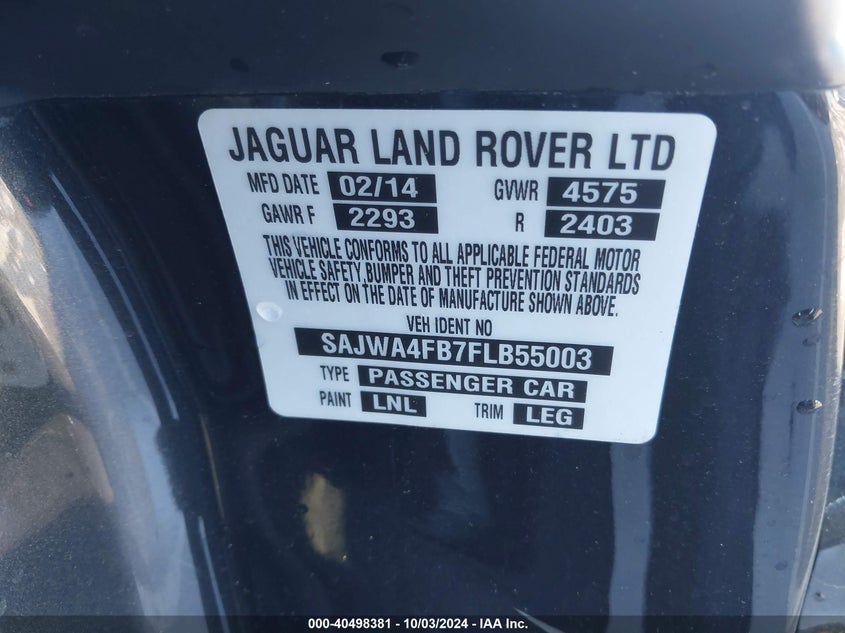 JAGUAR LAND ROVER LTD
MFD DATE 02/14 GVWR 4575
GAWR F 2293 R 2403
THIS VEHICLE CONFORMS TO ALL APPLICABLE FEDERAL MOTOR
VEHICLE SAFETY, BUMPER AND THEFT PREVENTION STANDARDS
IN EFFECT ON THE DATE OF MANUFACTURE SHOWN ABOVE.
VEH IDENT NO
SAJWA4FB7FLB55003
TYPE PASSENGER CAR
PAINT LNL TRIM LEG
000-40498381 - 10/03/2024 - IAA Inc.